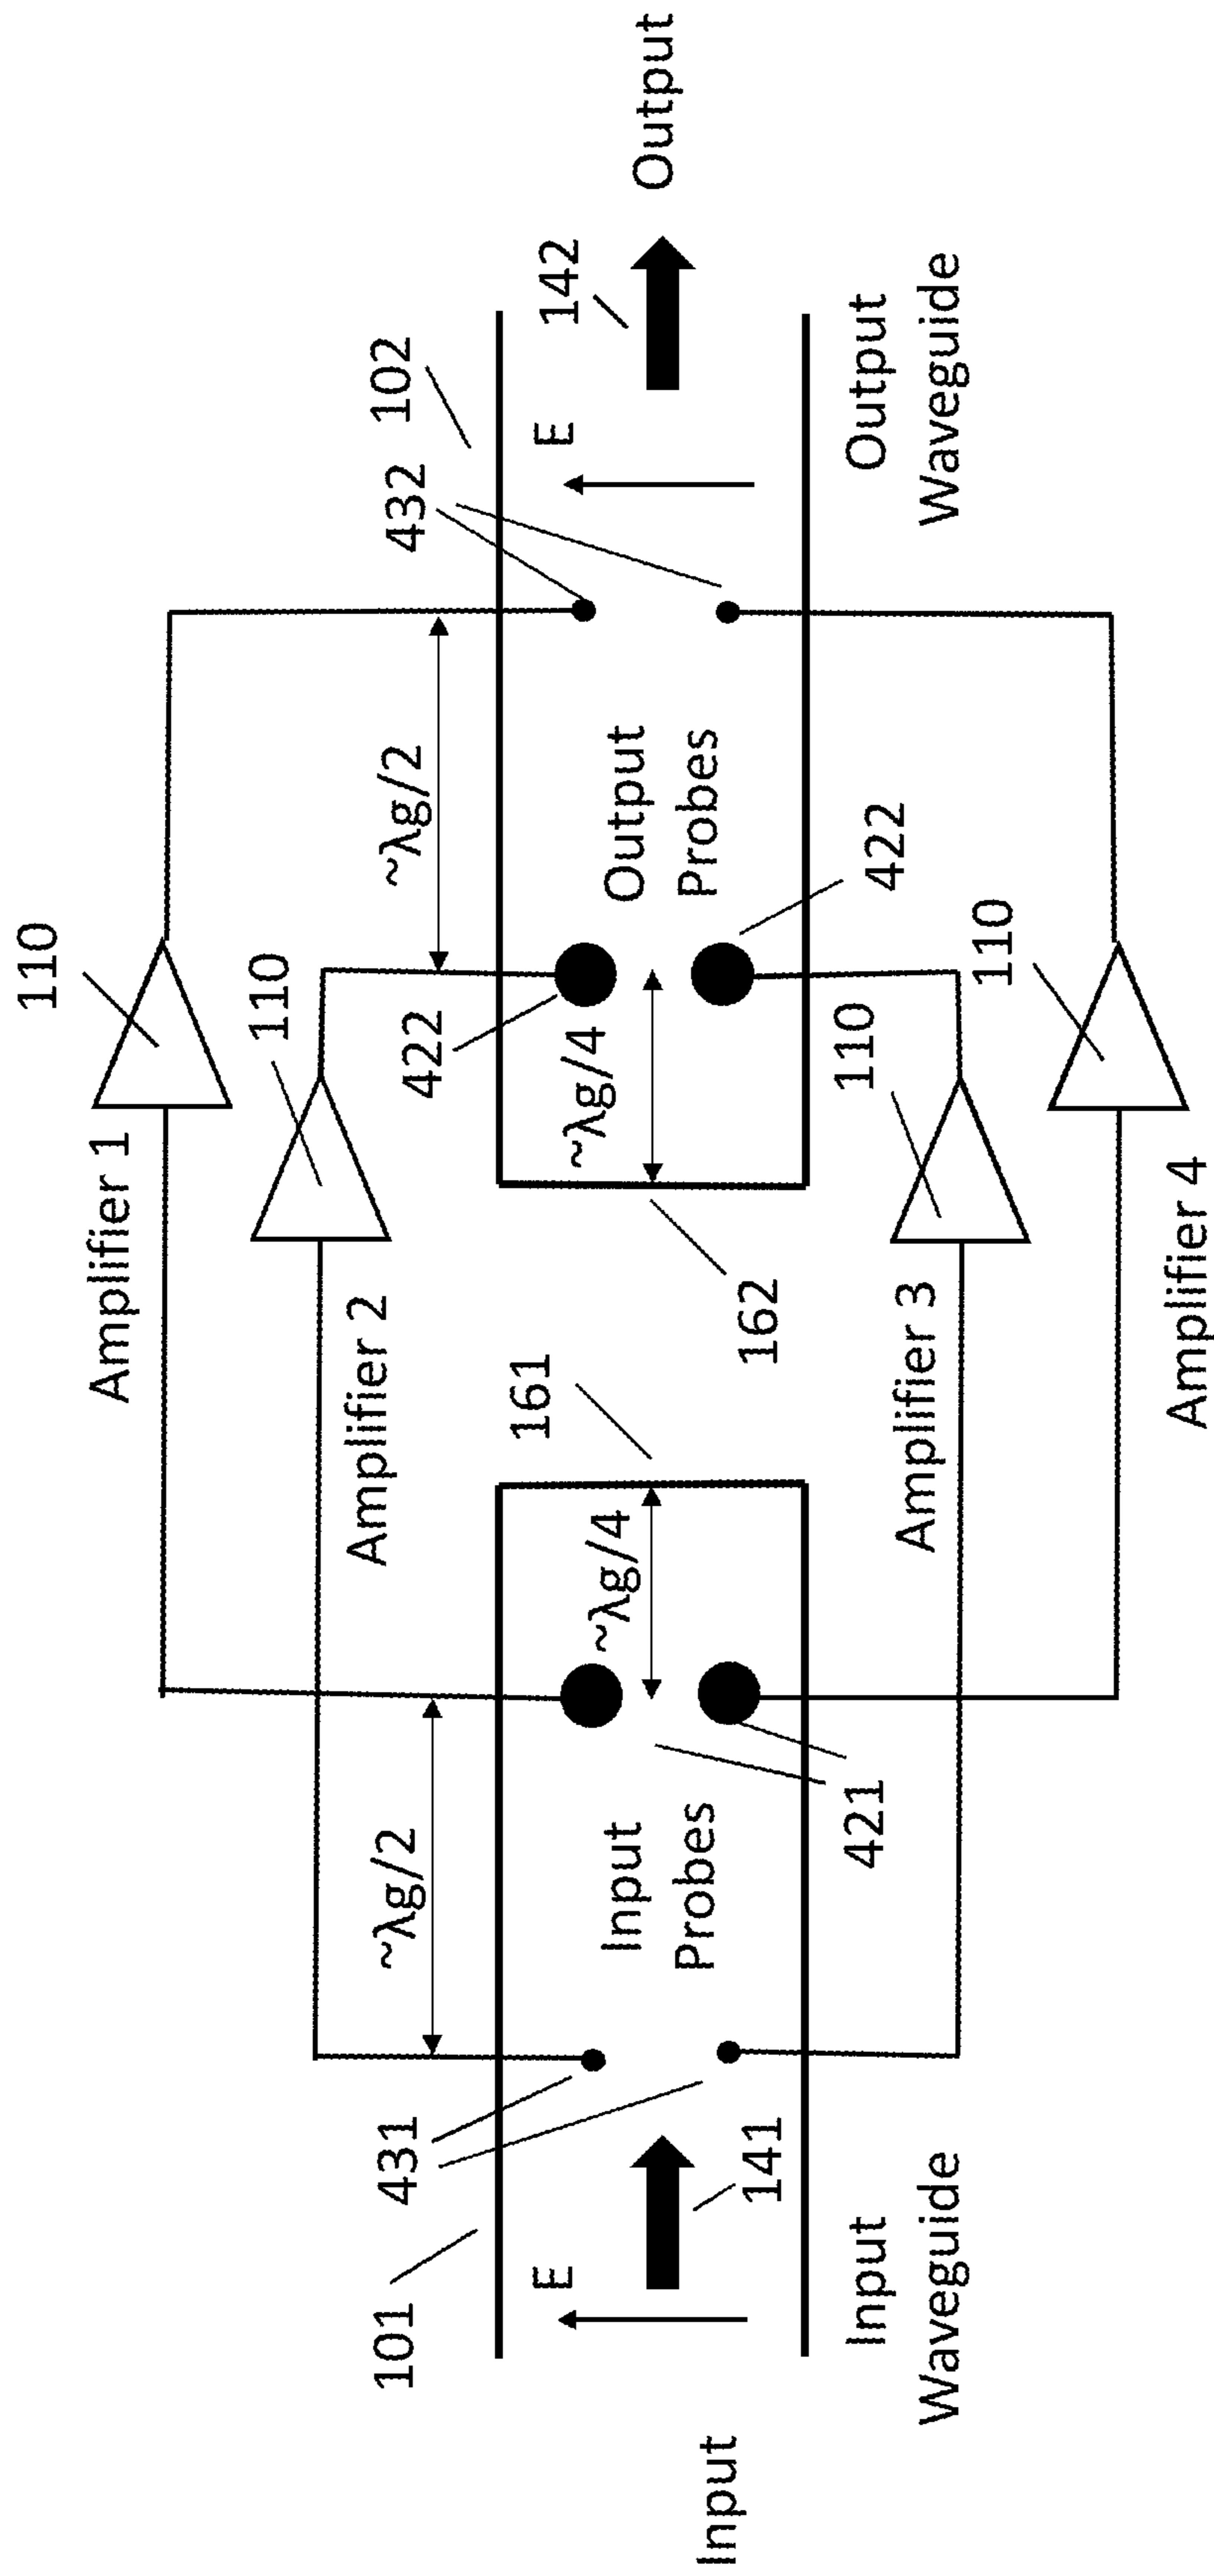 110
Amplifier 1
110
Amplifier 2
102
432
~λg/2
~λg/2
431
101
142
E
Output
422
~λg/4
Output
Probes
422
162
161
~λg/4
Input
Probes
421
E
141
Input
Output
Waveguide
110
Amplifier 3
110
Amplifier 4
Input
Waveguide